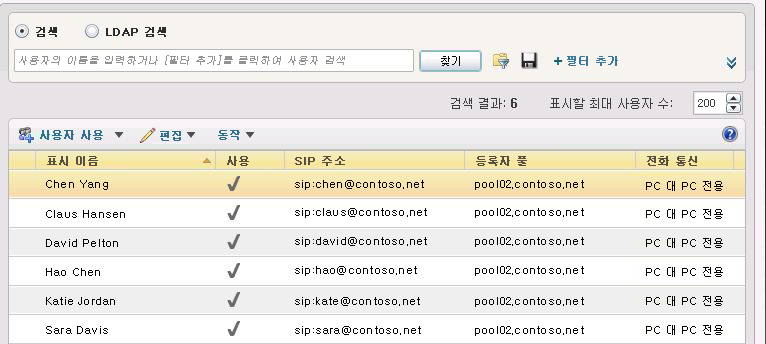 검색 LDAP 검색
사용자의 이름을 입력하거나 [필터 추가]를 클릭하여 사용자 검색 찾기 +필터 추가
검색 결과: 6 표시할 최대 사용자 수: 200
사용자 사용 편집 동작
표시 이름 사용 SIP 주소 등록자 풀 전화 통신
Chen Yang sip:chen@contoso.net pool02.contoso.net PC 대 PC 전용
Claus Hansen sip:claus@contoso.net pool02.contoso.net PC 대 PC 전용
David Pelton sip:david@contoso.net pool02.contoso.net PC 대 PC 전용
Hao Chen sip:hao@contoso.net pool02.contoso.net PC 대 PC 전용
Katie Jordan sip:kate@contoso.net pool02.contoso.net PC 대 PC 전용
Sara Davis sip:sara@contoso.net pool02.contoso.net PC 대 PC 전용